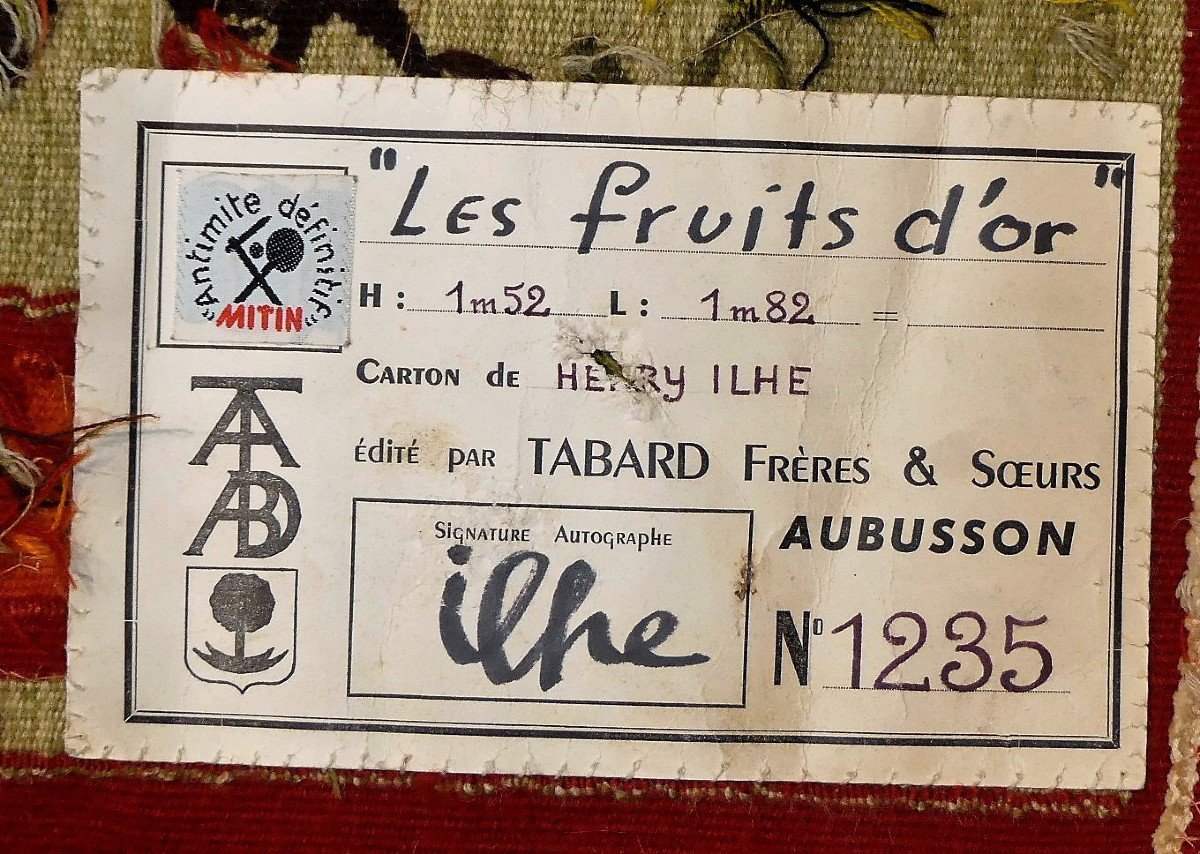 "Les fruits d'or"
"Antimite définitif"
MITIN
H: 1m52 L: 1m82 =
Carton de HENRY ILHE
TABARD
édité par TABARD Frères & Sœurs
AUBUSSON
Signature Autographe
ilhe
N° 1235